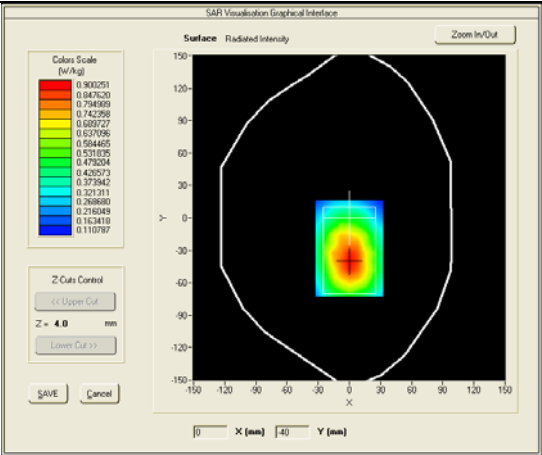 SAR Visualisation Graphical Interface
Surface Radiated Intensity
Zoom In/Out
Colors Scale
(W/kg)
0.900251
0.847620
0.794989
0.742358
0.689727
0.637096
0.584465
0.531835
0.479204
0.426573
0.373942
0.321311
0.268680
0.216049
0.163418
0.110787
Z-Cuts Control
<< Upper Cut
Z = 4.0 mm
Lower Cut >>
SAVE Cancel
150
120
90
60
30
Y
0
-30
-60
-90
-120
-150
-150 -120 -90 -60 -30 0 30 60 90 120 150
X
0 X (mm) -40 Y (mm)